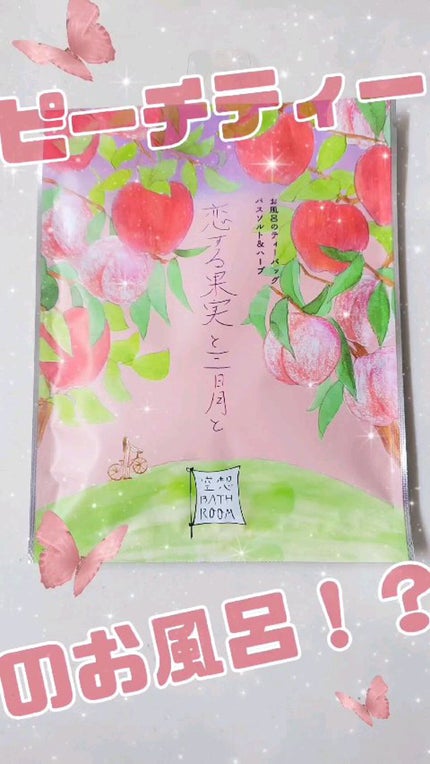 ピーチティー
お風呂のティーバッグ
バスソルト&ハーブ
恋する果実と三日月と
空想
BATH
ROOM
のお風呂！？